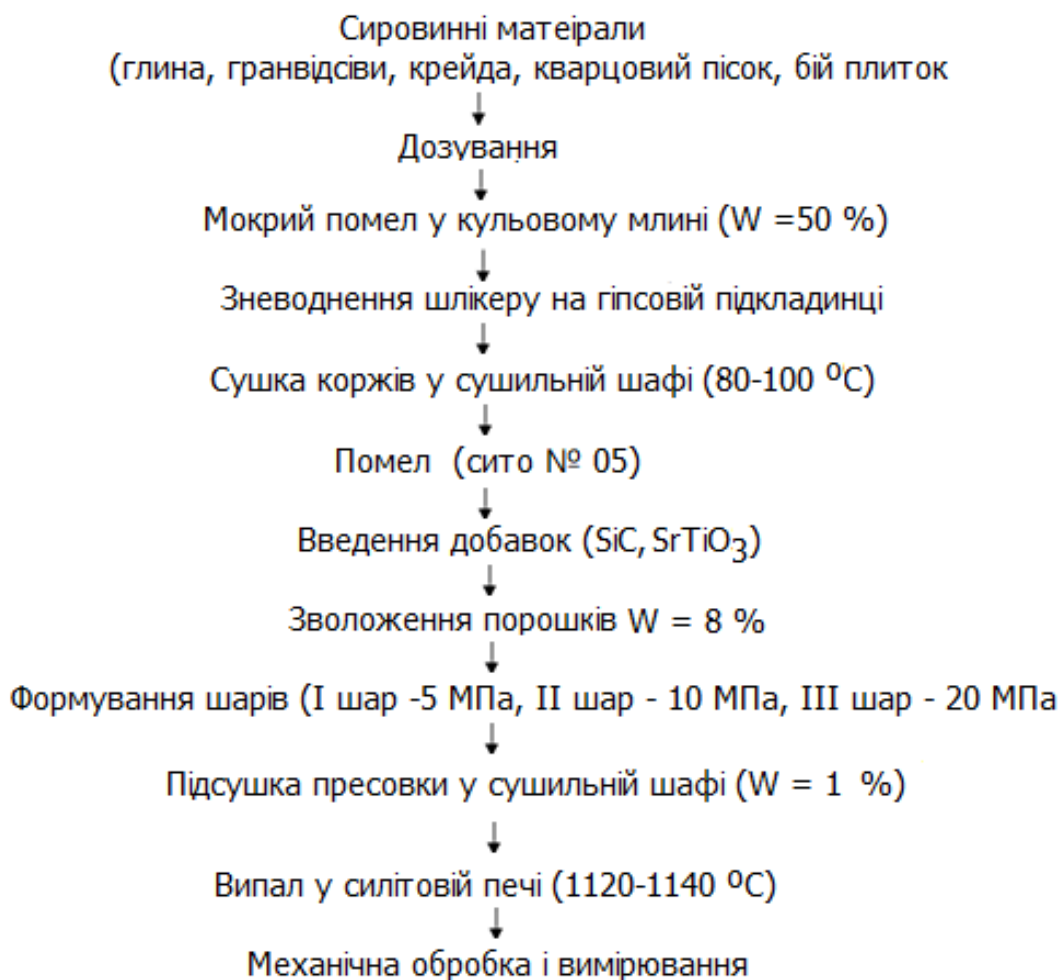 Сировинні матеірали
(глина, гранвідсіви, крейда, кварцовий пісок, бій плиток
Дозування
Мокрий помел у кульовому млині (W =50 %)
Зневоднення шлікеру на гіпсовій підкладинці
Сушка коржів у сушильній шафі (80-100 ⁰С)
Помел (сито № 05)
Введення добавок (SiC, SrTiO₃)
Зволоження порошків W = 8 %
Формування шарів (I шар -5 МПа, II шар - 10 МПа, III шар - 20 МПа
Підсушка пресовки у сушильній шафі (W = 1 %)
Випал у силітовій печі (1120-1140 ⁰С)
Механічна обробка і вимірювання